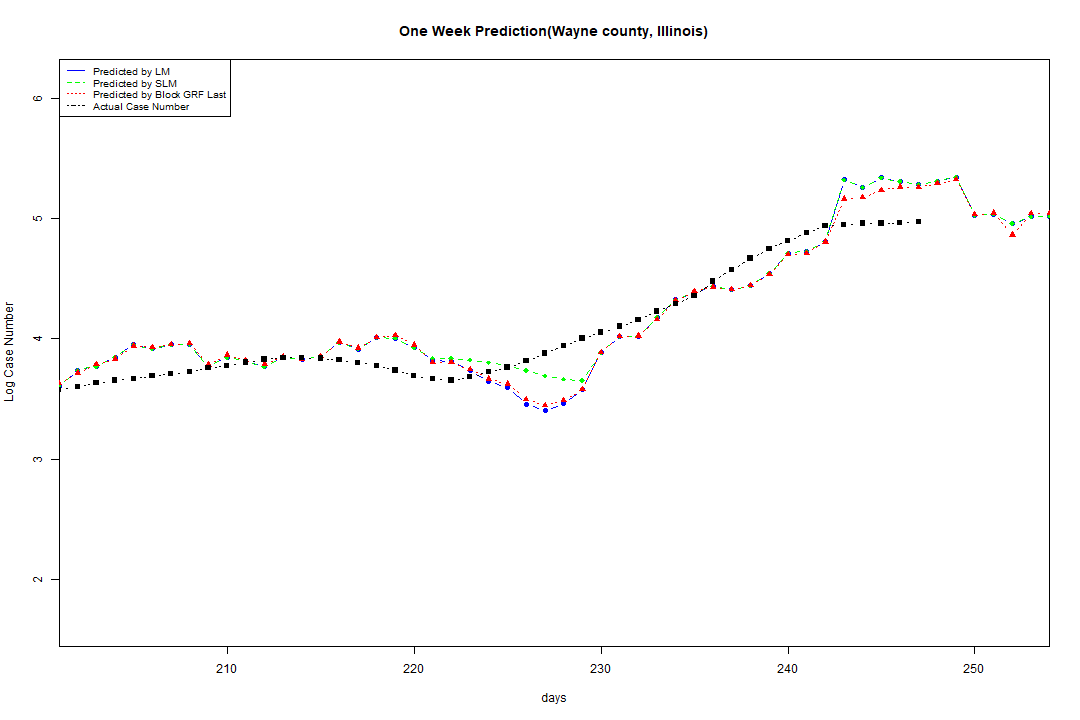 One Week Prediction(Wayne county, Illinois)
Predicted by LM
Predicted by SLM
Predicted by Block GRF Last
Actual Case Number
Log Case Number
6
5
4
3
2
210 220 230 240 250
days